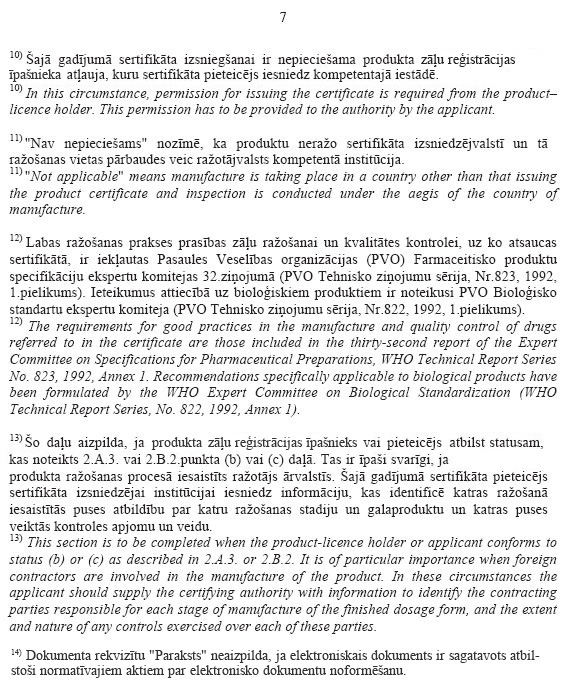 7
10) Šajā gadījumā sertifikāta izsniegšanai ir nepieciešama produkta zāļu reģistrācijas
īpašnieka atļauja, kuru sertifikāta pieteicējs iesniedz kompetentajā iestādē.
10) In this circumstance, permission for issuing the certificate is required from the product–
licence holder. This permission has to be provided to the authority by the applicant.
11) "Nav nepieciešams" nozīmē, ka produktu neražo sertifikāta izsniedzējvalstī un tā
ražošanas vietas pārbaudes veic ražotājvalsts kompetentā institūcija.
11) "Not applicable" means manufacture is taking place in a country other than that issuing
the product certificate and inspection is conducted under the aegis of the country of
manufacture.
12) Labas ražošanas prakses prasības zāļu ražošanai un kvalitātes kontrolei, uz ko atsaucas
sertifikātā, ir iekļautas Pasaules Veselības organizācijas (PVO) Farmaceitisko produktu
specifikāciju ekspertu komitejas 32.ziņojumā (PVO Tehnisko ziņojumu sērija, Nr.823, 1992,
1.pielikums). Ieteikumus attiecībā uz bioloģiskiem produktiem ir noteikusi PVO Bioloģisko
standartu ekspertu komiteja (PVO Tehnisko ziņojumu sērija, Nr.822, 1992, 1.pielikums).
12) The requirements for good practices in the manufacture and quality control of drugs
referred to in the certificate are those included in the thirty-second report of the Expert
Committee on Specifications for Pharmaceutical Preparations, WHO Technical Report Series
No. 823, 1992, Annex 1. Recommendations specifically applicable to biological products have
been formulated by the WHO Expert Committee on Biological Standardization (WHO
Technical Report Series, No. 822, 1992, Annex 1).
13) Šo daļu aizpilda, ja produkta zāļu reģistrācijas īpašnieks vai pieteicējs atbilst statusam,
kas noteikts 2.A.3. vai 2.B.2.punkta (b) vai (c) daļā. Tas ir īpaši svarīgi, ja
produkta ražošanas procesā iesaistīts ražotājs ārvalstīs. Šajā gadījumā sertifikāta pieteicējs
sertifikāta izsniedzējai institūcijai iesniedz informāciju, kas identificē katras ražošanā
iesaistītās puses atbildību par katru ražošanas stadiju un galaproduktu un katras puses
veiktās kontroles apjomu un veidu.
13) This section is to be completed when the product-licence holder or applicant conforms to
status (b) or (c) as described in 2.A.3. or 2.B.2. It is of particular importance when foreign
contractors are involved in the manufacture of the product. In these circumstances the
applicant should supply the certifying authority with information to identify the contracting
parties responsible for each stage of manufacture of the finished dosage form, and the extent
and nature of any controls exercised over each of these parties.
14) Dokumenta rekvizītu "Paraksts" neaizpilda, ja elektroniskais dokuments ir sagatavots atbil-
stoši normatīvajiem aktiem par elektronisko dokumentu noformēšanu.